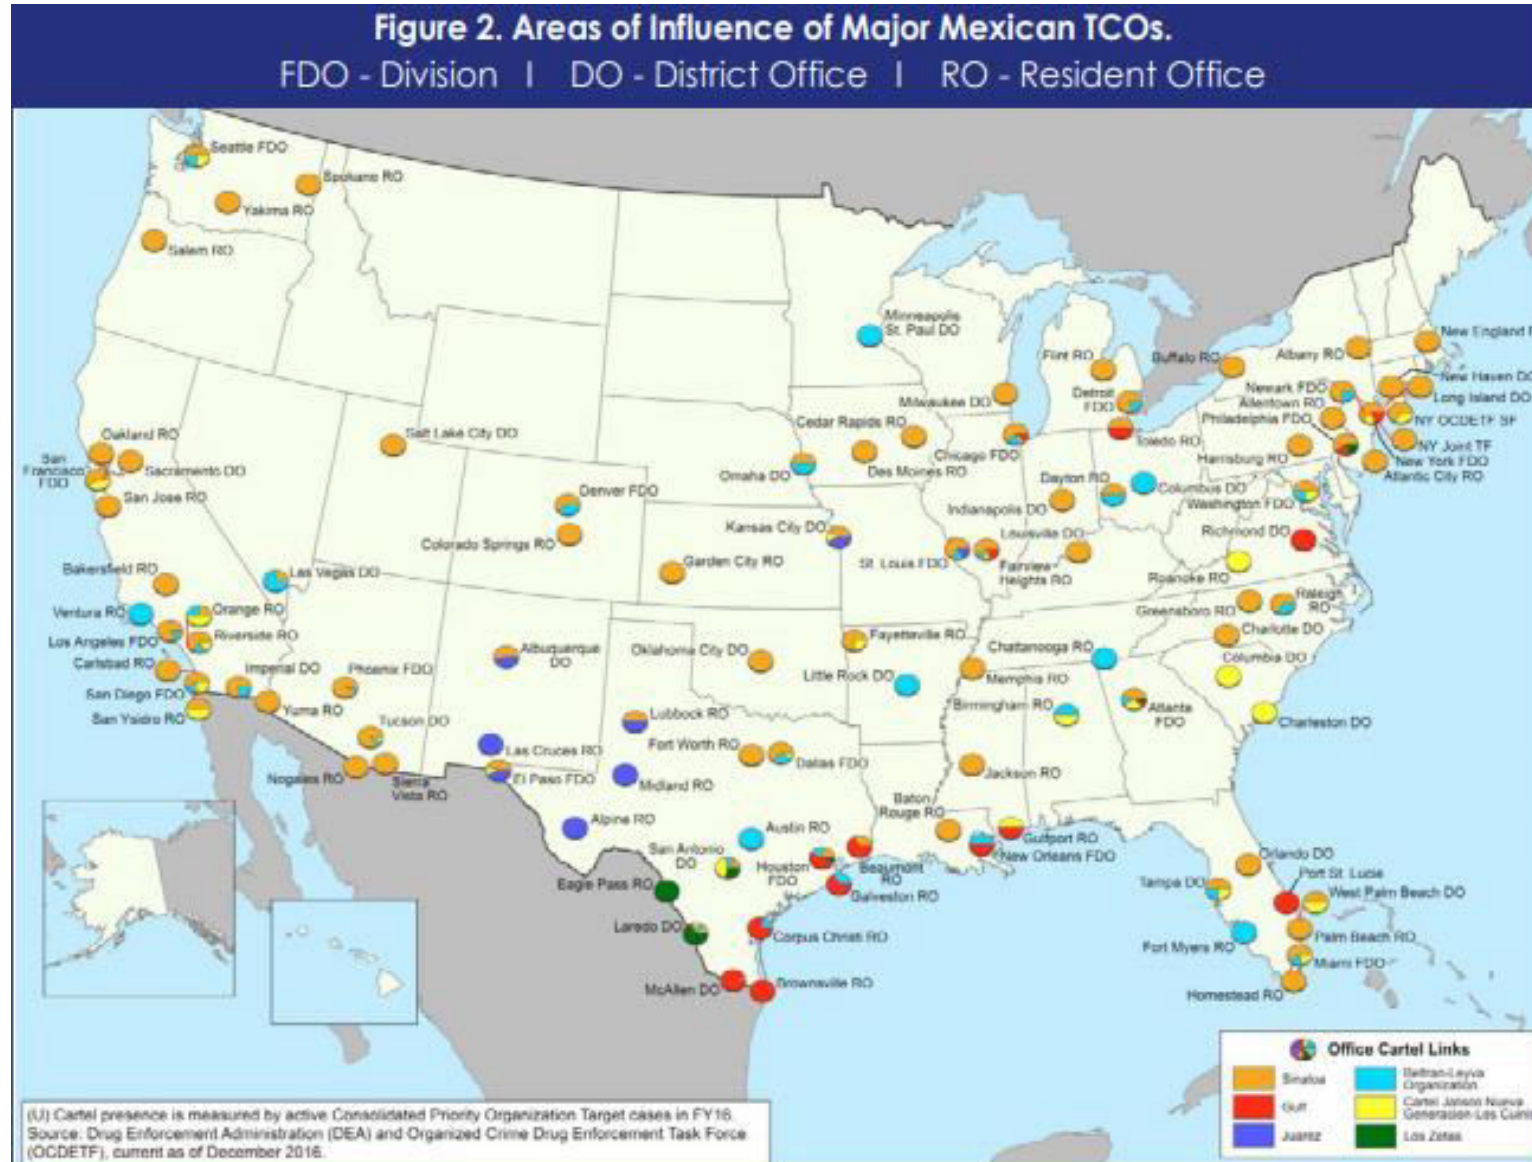 Figure 2. Areas of Influence of Major Mexican TCOs.
FDO - Division | DO - District Office | RO - Resident Office
Seattle FDO
Spokane RO
Yakima RO
Salem RO
Minneapolis
St. Paul DO
New England
Flint RO
Buffalo RO
Albany RO
New Haven DO
Newark FDO
Long Island DO
Detroit
FDO
Milwaukee DO
Allentown RO
Philadelphia FDO
NY OCDETF SF
Cedar Rapids RO
Toledo RO
NY Joint TF
Oakland RO
Salt Lake City DO
Chicago FDO
Harrisburg RO
New York FDO
San
Francisco
FDO
Sacramento DO
Des Moines RO
Atlantic City RO
Omaha DO
Dayton RO
Columbus DO
San Jose RO
Denver FDO
Indianapolis DO
Washington FDO
Kansas City DO
Louisville DO
Richmond DO
Colorado Springs RO
Garden City RO
St. Louis FDO
Fairview
Heights RO
Bakersfield RO
Las Vegas DO
Roanoke RO
Ventura RO
Orange RO
Greensboro RO
Raleigh
RO
Los Angeles FDO
Riverside RO
Albuquerque
DO
Oklahoma City DO
Fayetteville RO
Chattanooga RO
Charlotte DO
Carlsbad RO
Imperial DO
Phoenix FDO
Little Rock DO
Memphis RO
Columbia DO
San Diego FDO
Yuma RO
Birmingham RO
Atlanta
FDO
San Ysidro RO
Tucson DO
Lubbock RO
Charleston DO
Las Cruces RO
Fort Worth RO
Dallas FDO
Nogales RO
Sierra
Vista RO
El Paso FDO
Midland RO
Jackson RO
Baton
Rouge RO
Alpine RO
Austin RO
Gulfport RO
San Antonio
DO
Houston
FDO
Beaumont
RO
New Orleans FDO
Orlando DO
Eagle Pass RO
Galveston RO
Tampa DO
Port St. Lucie
West Palm Beach DO
Laredo DO
Corpus Christi RO
Fort Myers RO
Palm Beach RO
Miami FDO
McAllen DO
Brownsville RO
Homestead RO
Office Cartel Links
Sinaloa
Beltran-Leyva
Organization
Gulf
Cartel Jalisco Nueva
Generacion-Los
Juarez
Los Zetas
(U) Cartel presence is measured by active Consolidated Priority Organization Target cases in FY16.
Source: Drug Enforcement Administration (DEA) and Organized Crime Drug Enforcement Task Force
(OCDETF), current as of December 2016.